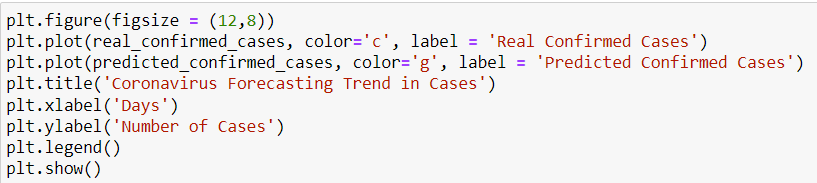 plt.figure(figsize = (12,8))
plt.plot(real_confirmed_cases, color='c', label = 'Real Confirmed Cases')
plt.plot(predicted_confirmed_cases, color='g', label = 'Predicted Confirmed Cases')
plt.title('Coronavirus Forecasting Trend in Cases')
plt.xlabel('Days')
plt.ylabel('Number of Cases')
plt.legend()
plt.show()